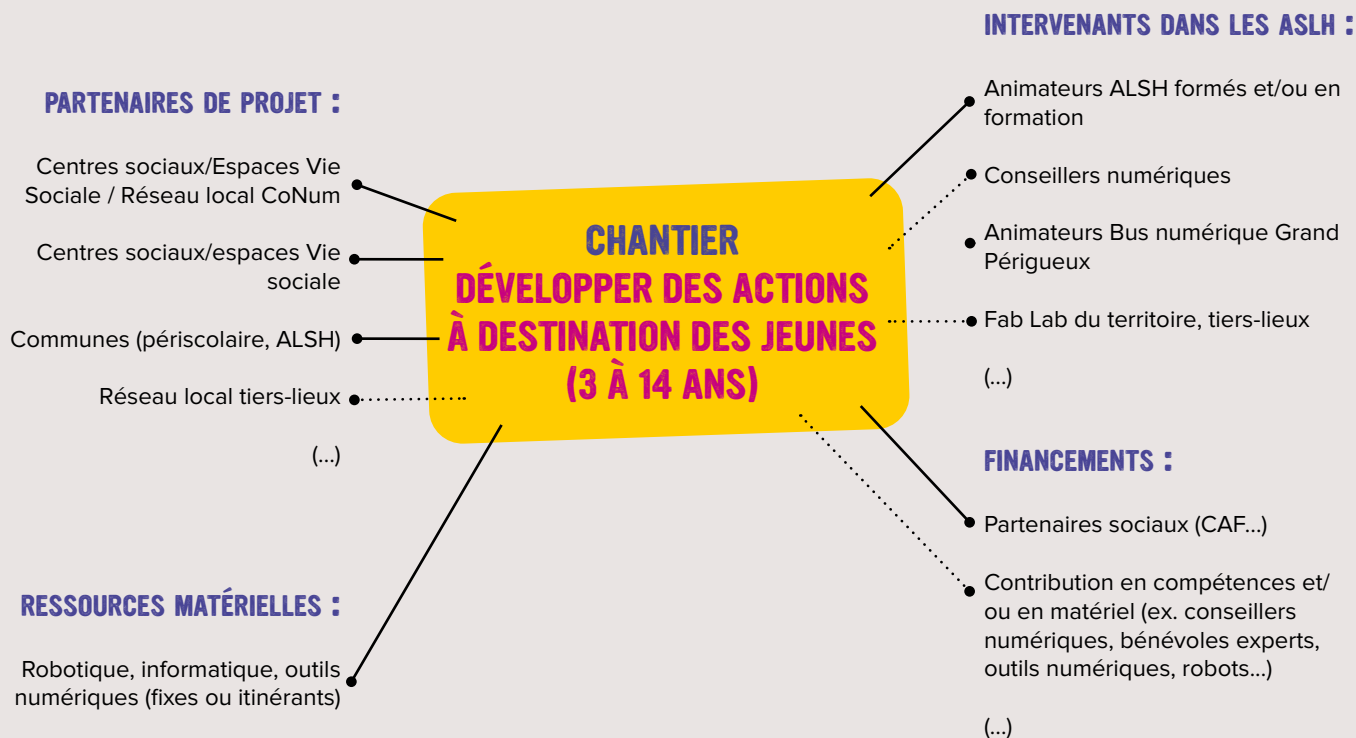 PARTENAIRES DE PROJET :
Centres sociaux/Espaces Vie
Sociale / Réseau local CoNum
Centres sociaux/espaces Vie
sociale
Communes (périscolaire, ALSH)
Réseau local tiers-lieux
(...)
RESSOURCES MATÉRIELLES :
Robotique, informatique, outils
numériques (fixes ou itinérants)
CHANTIER
DÉVELOPPER DES ACTIONS
À DESTINATION DES JEUNES
(3 À 14 ANS)
INTERVENANTS DANS LES ASLH :
Animateurs ALSH formés et/ou en
formation
Conseillers numériques
Animateurs Bus numérique Grand
Périgueux
Fab Lab du territoire, tiers-lieux
(...)
FINANCEMENTS :
Partenaires sociaux (CAF...)
Contribution en compétences et/
ou en matériel (ex. conseillers
numériques, bénévoles experts,
outils numériques, robots...)
(...)